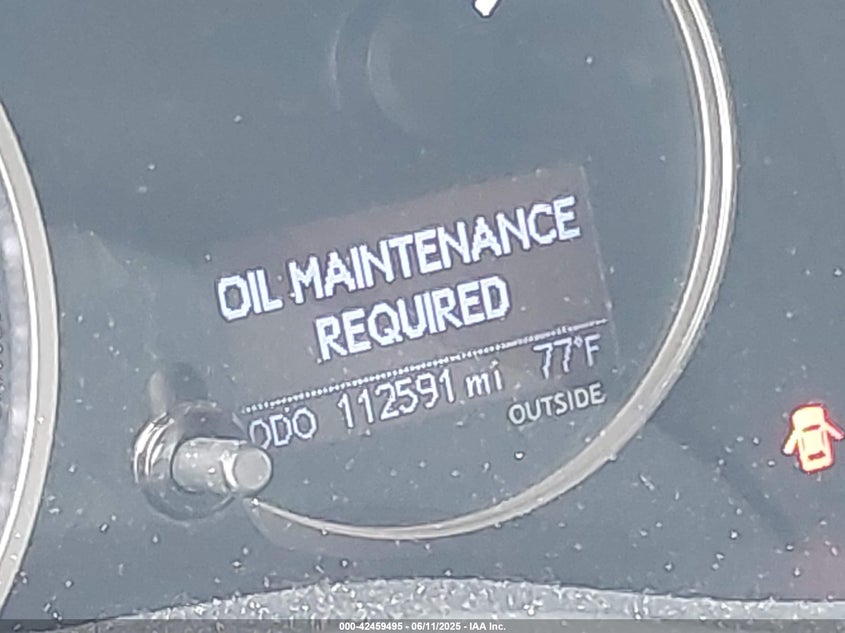 OIL MAINTENANCE
REQUIRED
ODO 112591 mi 77°F
OUTSIDE
000-42459495 - 06/11/2025 - IAA Inc.